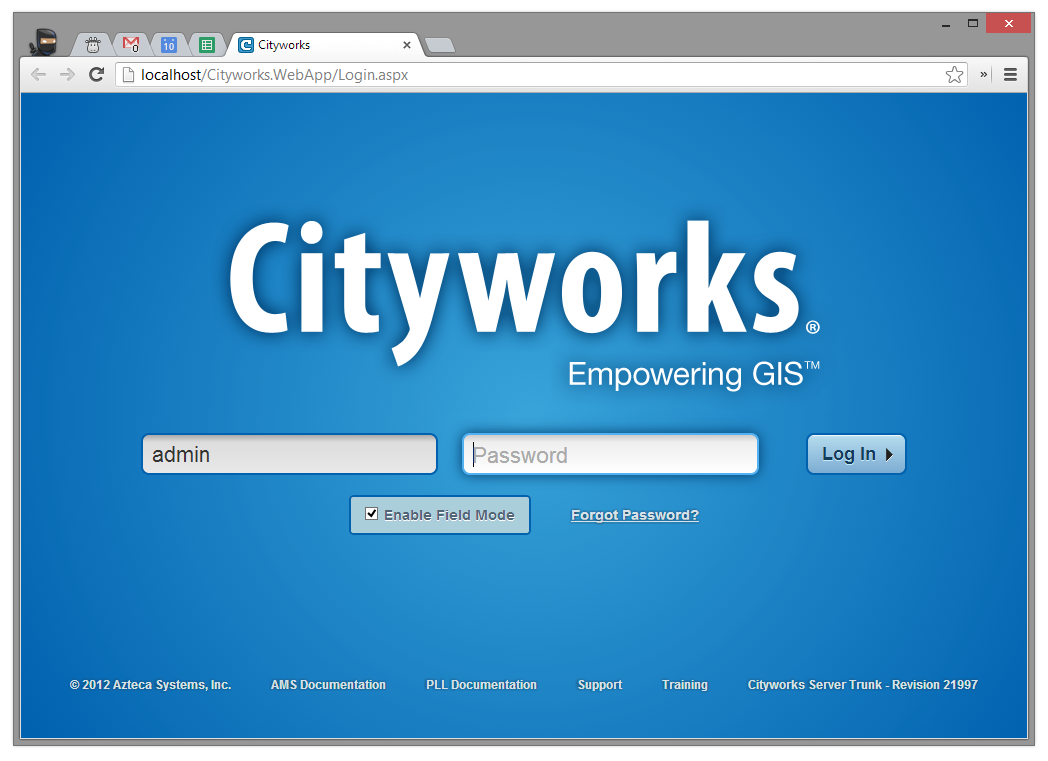 0
10
Cityworks
localhost/Cityworks.WebApp/Login.aspx
Cityworks®
Empowering GIS™
admin
Password
Log In
Enable Field Mode
Forgot Password?
© 2012 Azteca Systems, Inc. AMS Documentation PLL Documentation Support Training Cityworks Server Trunk - Revision 21997